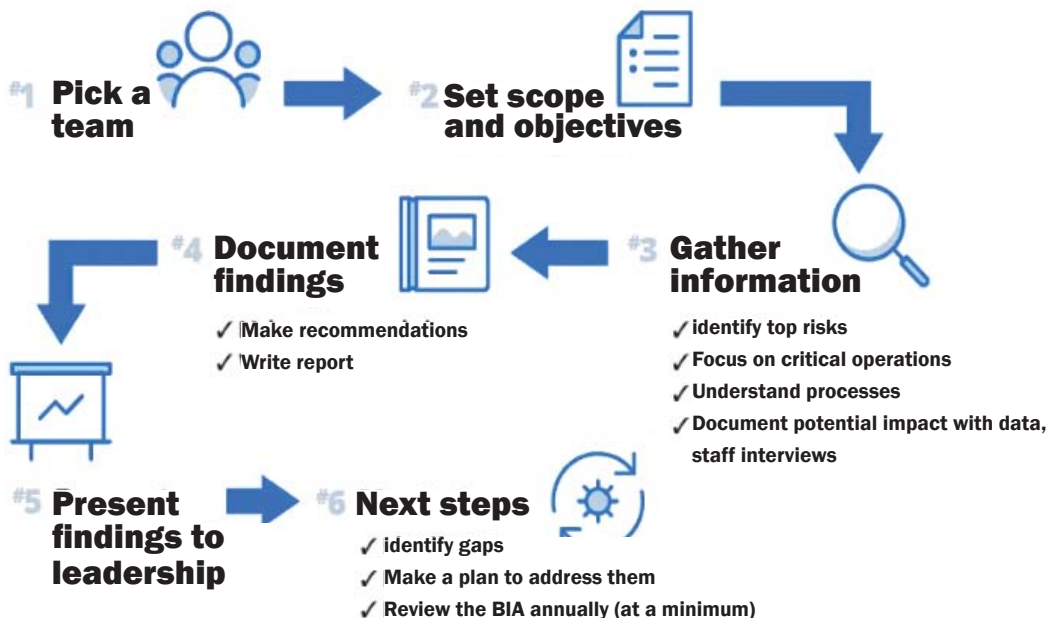 #1 Pick a
team
#2 Set scope
and objectives
#3 Gather
information
✓ identify top risks
✓ Focus on critical operations
✓ Understand processes
✓ Document potential impact with data,
staff interviews
#4 Document
findings
✓ Make recommendations
✓ Write report
#5 Present
findings to
leadership
#6 Next steps
✓ identify gaps
✓ Make a plan to address them
✓ Review the BIA annually (at a minimum)